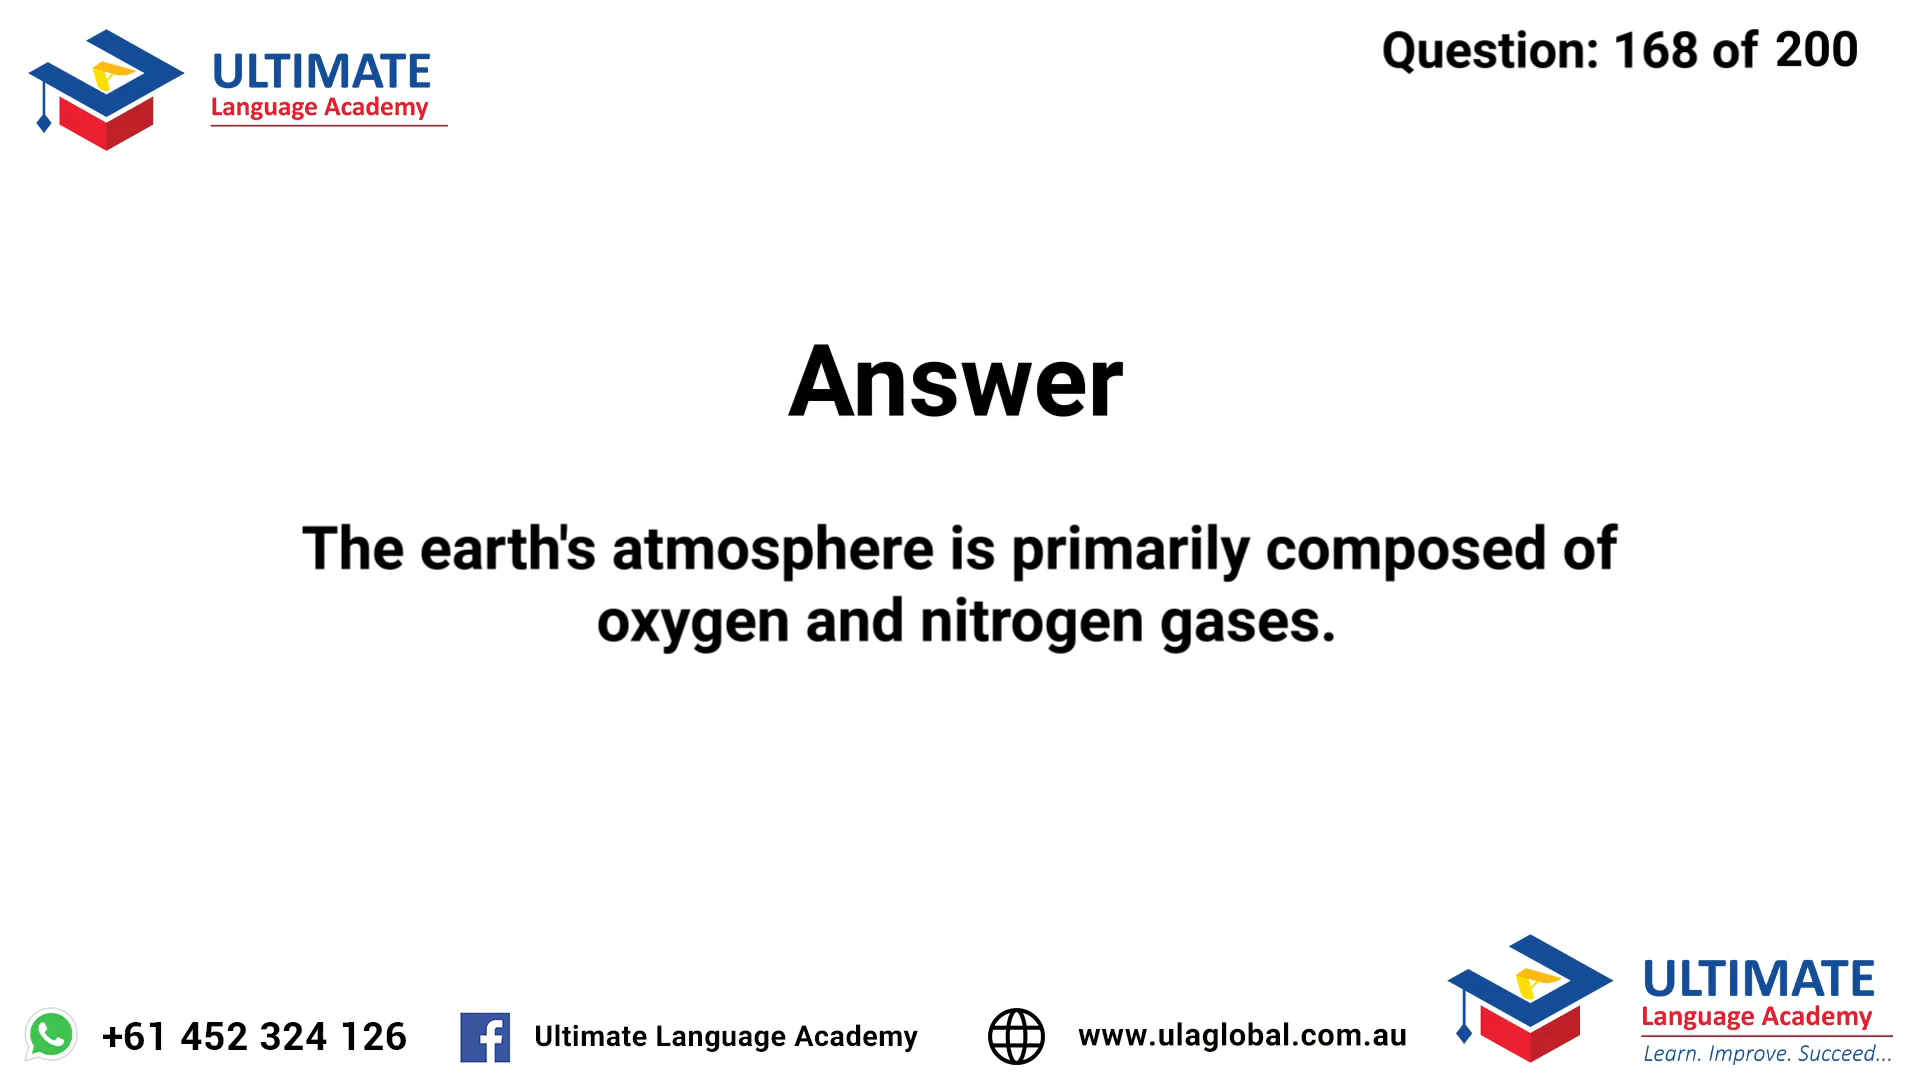 ULTIMATE
Language Academy
Question: 168 of 200
Answer
The earth's atmosphere is primarily composed of
oxygen and nitrogen gases.
+61 452 324 126
Ultimate Language Academy
www.ulaglobal.com.au
ULTIMATE
Language Academy
Learn. Improve. Succeed...